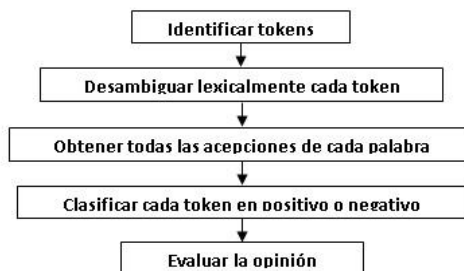 Identificar tokens
Desambiguar lexicalmente cada token
Obtener todas las acepciones de cada palabra
Clasificar cada token en positivo o negativo
Evaluar la opinión